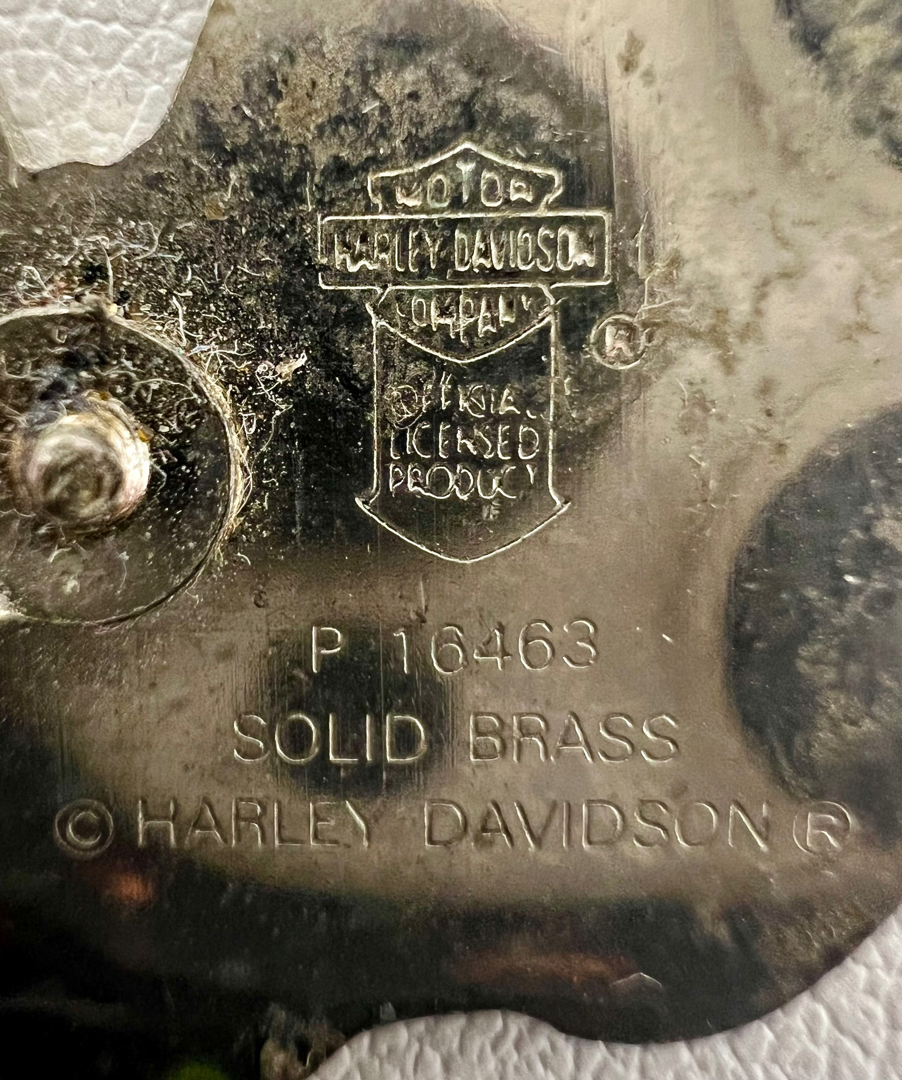 MOTOR
HARLEY-DAVIDSON
COMPANY
®
OFFICIAL
LICENSED
PRODUCT
P 16463
SOLID BRASS
© HARLEY DAVIDSON ®